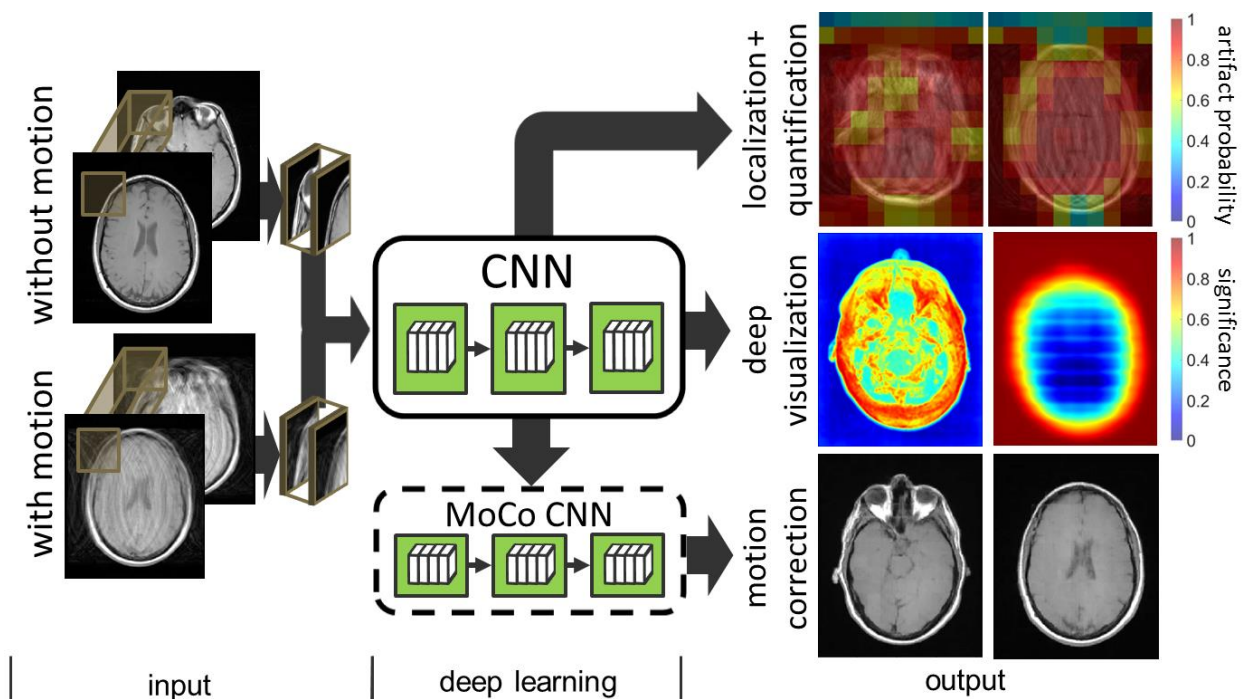 without motion
with motion
CNN
MoCo CNN
localization +
quantification
deep
visualization
motion
correction
1
0.8
0.6
0.4
0.2
0
artifact probability
1
0.8
0.6
0.4
0.2
0
significance
input
deep learning
output